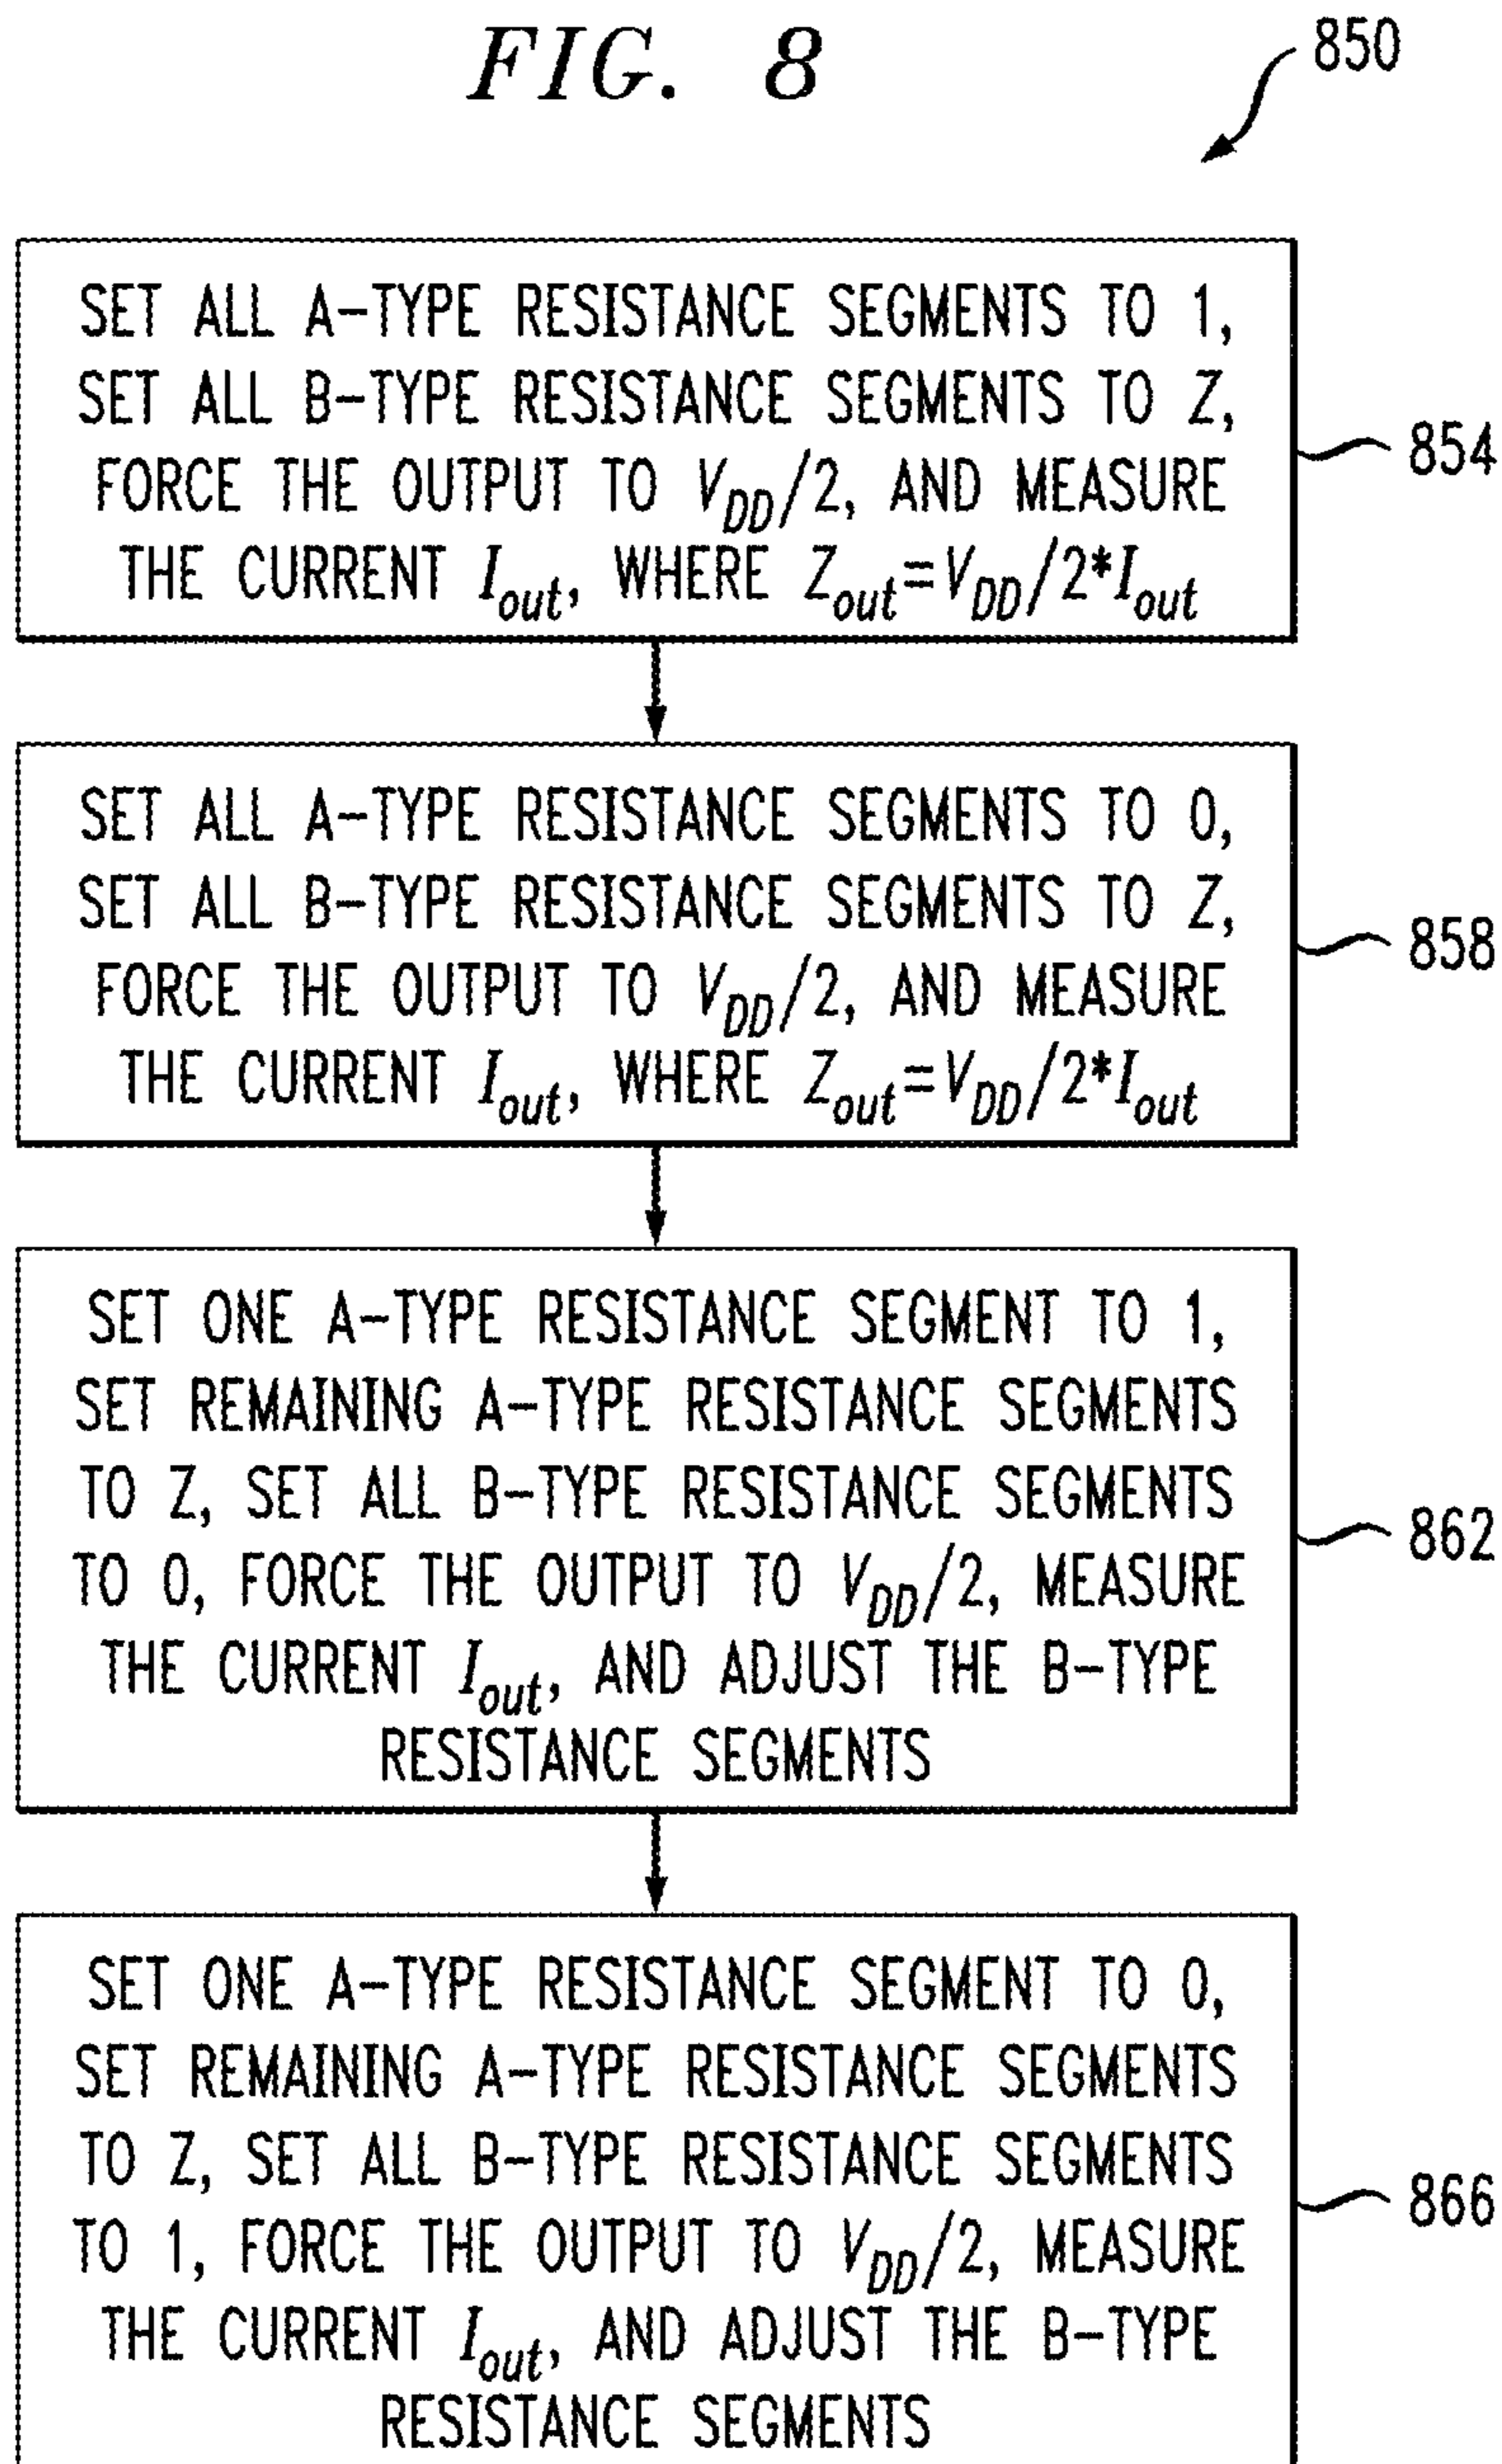 FIG. 8
850
SET ALL A-TYPE RESISTANCE SEGMENTS TO 1,
SET ALL B-TYPE RESISTANCE SEGMENTS TO Z,
FORCE THE OUTPUT TO VDD/2, AND MEASURE
THE CURRENT Iout, WHERE Zout=VDD/2*Iout
854
SET ALL A-TYPE RESISTANCE SEGMENTS TO 0,
SET ALL B-TYPE RESISTANCE SEGMENTS TO Z,
FORCE THE OUTPUT TO VDD/2, AND MEASURE
THE CURRENT Iout, WHERE Zout=VDD/2*Iout
858
SET ONE A-TYPE RESISTANCE SEGMENT TO 1,
SET REMAINING A-TYPE RESISTANCE SEGMENTS
TO Z, SET ALL B-TYPE RESISTANCE SEGMENTS
TO 0, FORCE THE OUTPUT TO VDD/2, MEASURE
THE CURRENT Iout, AND ADJUST THE B-TYPE
RESISTANCE SEGMENTS
862
SET ONE A-TYPE RESISTANCE SEGMENT TO 0,
SET REMAINING A-TYPE RESISTANCE SEGMENTS
TO Z, SET ALL B-TYPE RESISTANCE SEGMENTS
TO 1, FORCE THE OUTPUT TO VDD/2, MEASURE
THE CURRENT Iout, AND ADJUST THE B-TYPE
RESISTANCE SEGMENTS
866